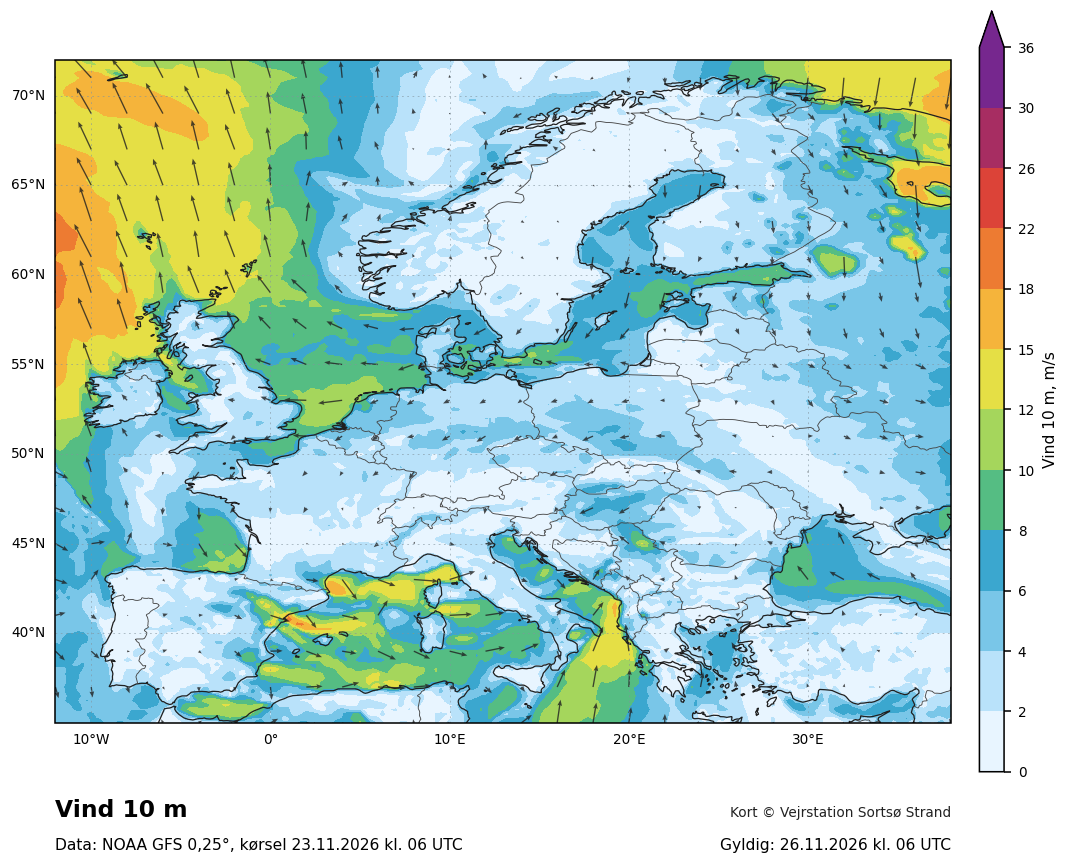 36
30
26
22
18
15
12
10
8
6
4
2
0
Vind 10 m, m/s
70°N
65°N
60°N
55°N
50°N
45°N
40°N
10°W
0°
10°E
20°E
30°E
Vind 10 m
Kort © Vejrstation Sortsø Strand
Data: NOAA GFS 0,25°, kørsel 23.11.2026 kl. 06 UTC
Gyldig: 26.11.2026 kl. 06 UTC